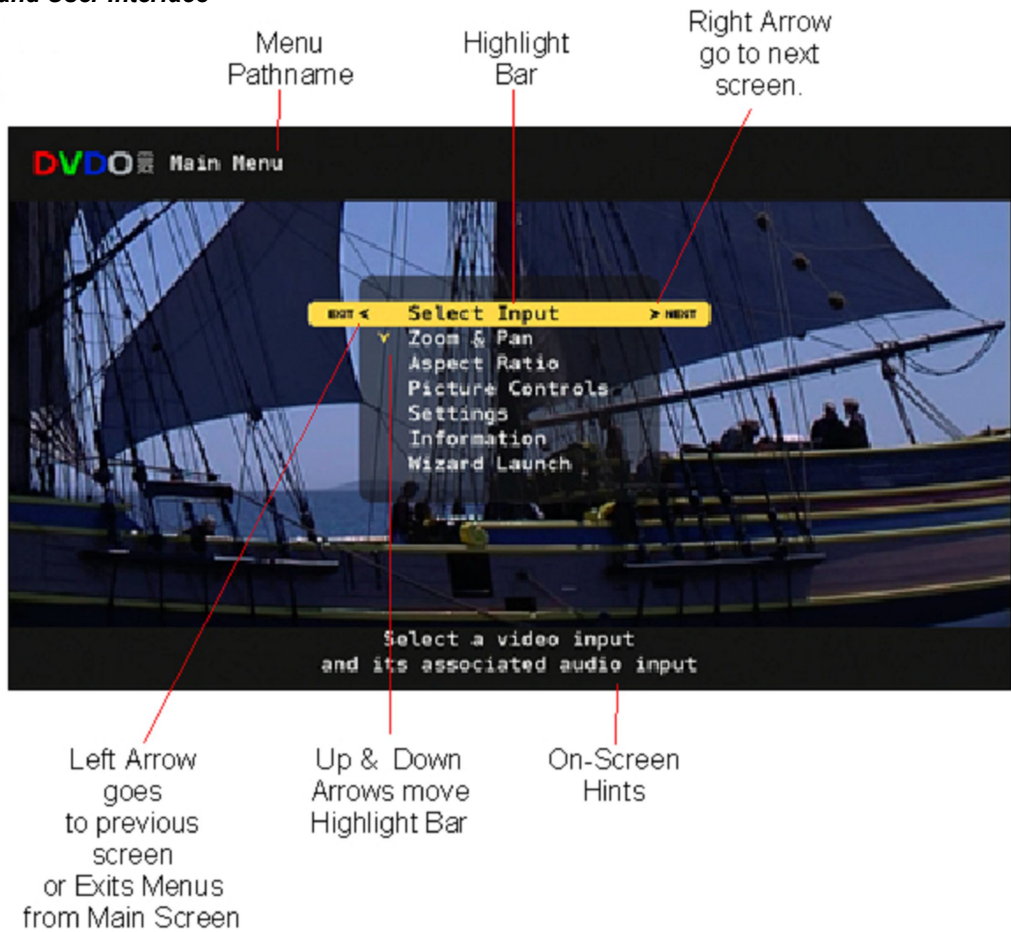 and User Interface
Menu
Pathname
Highlight
Bar
Right Arrow
go to next
screen.
DVDO Main Menu
EXIT < Select Input > NEXT
Zoom & Pan
Aspect Ratio
Picture Controls
Settings
Information
Wizard Launch
Select a video input
and its associated audio input
Left Arrow
goes
to previous
screen
or Exits Menus
from Main Screen
Up & Down
Arrows move
Highlight Bar
On-Screen
Hints